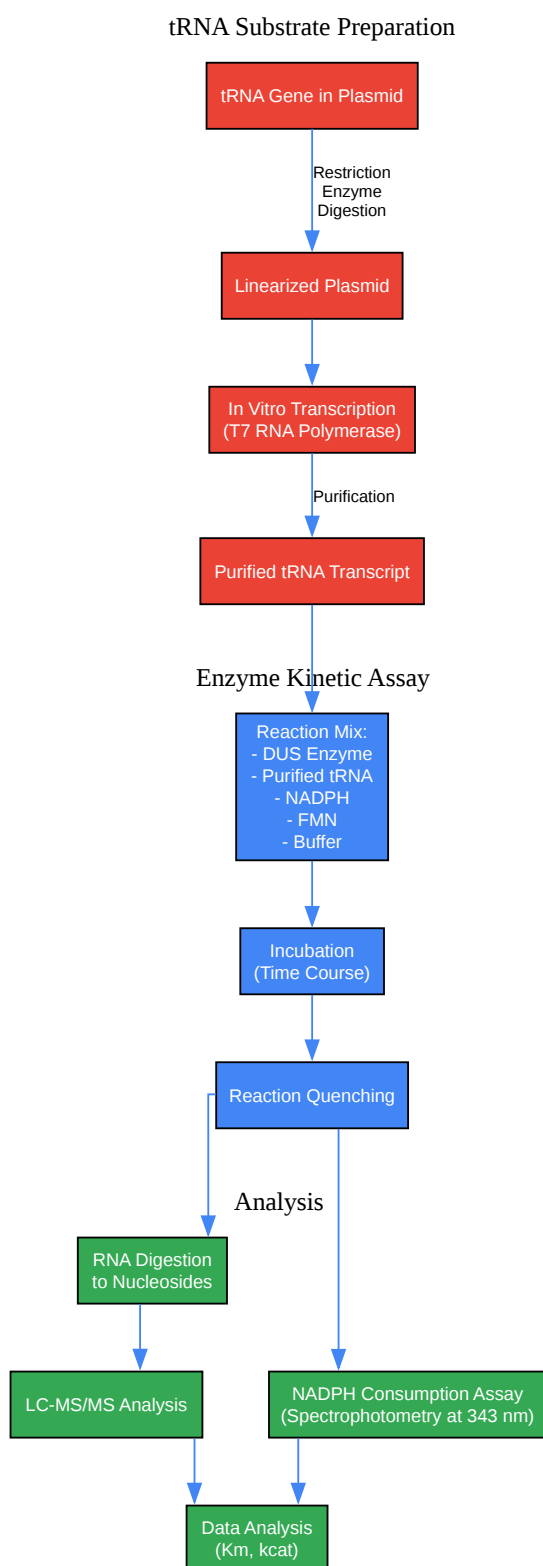 tRNA Substrate Preparation
tRNA Gene in Plasmid
Restriction
Enzyme
Digestion
Linearized Plasmid
In Vitro Transcription
(T7 RNA Polymerase)
Purification
Purified tRNA Transcript
Enzyme Kinetic Assay
Reaction Mix:
- DUS Enzyme
- Purified tRNA
- NADPH
- FMN
- Buffer
Incubation
(Time Course)
Reaction Quenching
Analysis
RNA Digestion
to Nucleosides
LC-MS/MS Analysis
NADPH Consumption Assay
(Spectrophotometry at 343 nm)
Data Analysis
(Km, kcat)